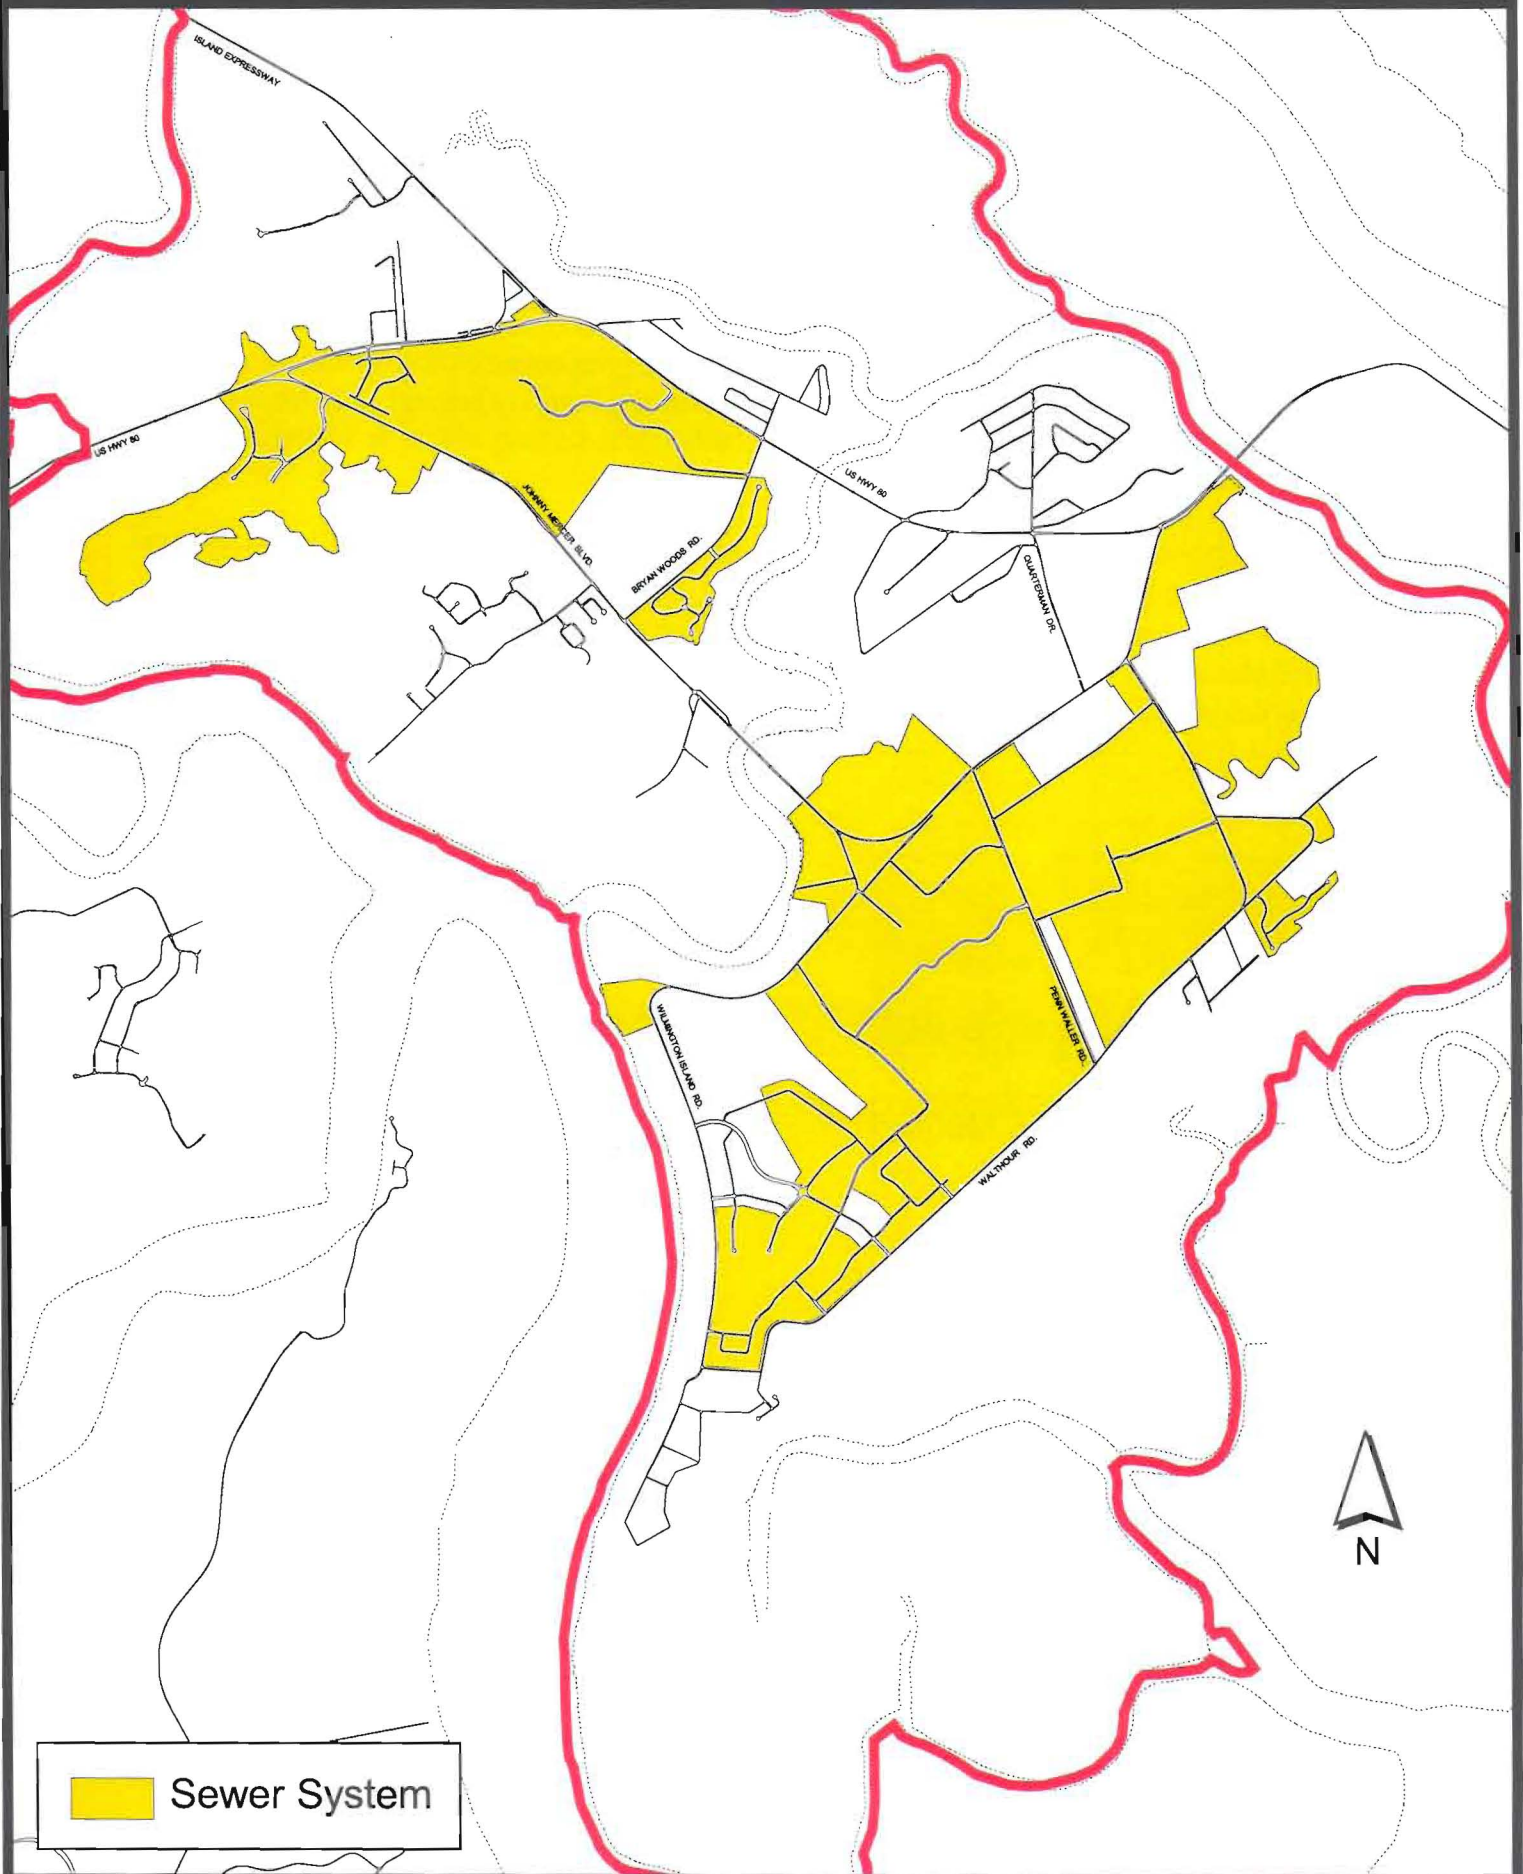 ISLAND EXPRESSWAY
US HWY 80
US HWY 80
JOHNNY MERCER BLVD.
BRYAN WOODS RD.
QUARTERMAN DR.
PENN WALLER RD.
WILMINGTON ISLAND RD.
WALTHOUR RD.
N
Sewer System